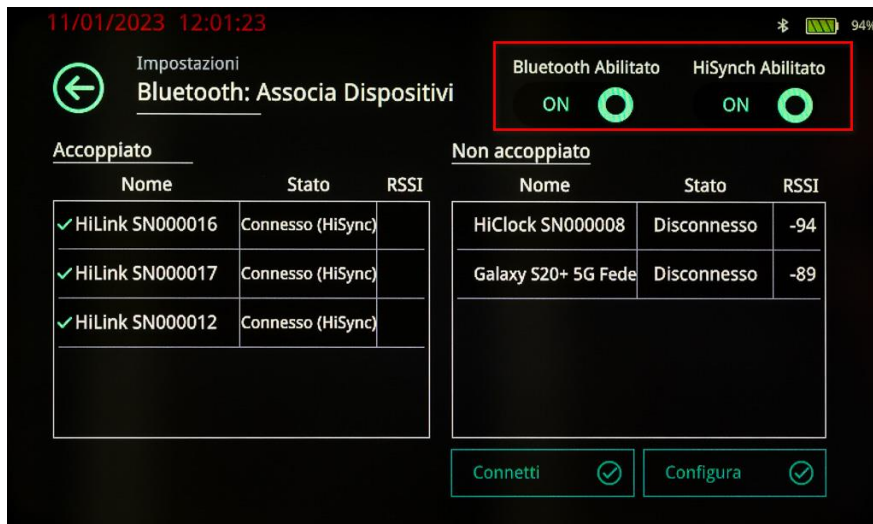 11/01/2023 12:01:23
94%
Impostazioni
Bluetooth: Associa Dispositivi
Bluetooth Abilitato HiSynch Abilitato
ON ON
Accoppiato
Nome Stato RSSI
HiLink SN000016 Connesso (HiSync)
HiLink SN000017 Connesso (HiSync)
HiLink SN000012 Connesso (HiSync)
Non accoppiato
Nome Stato RSSI
HiClock SN000008 Disconnesso -94
Galaxy S20+ 5G Fede Disconnesso -89
Connetti Configura